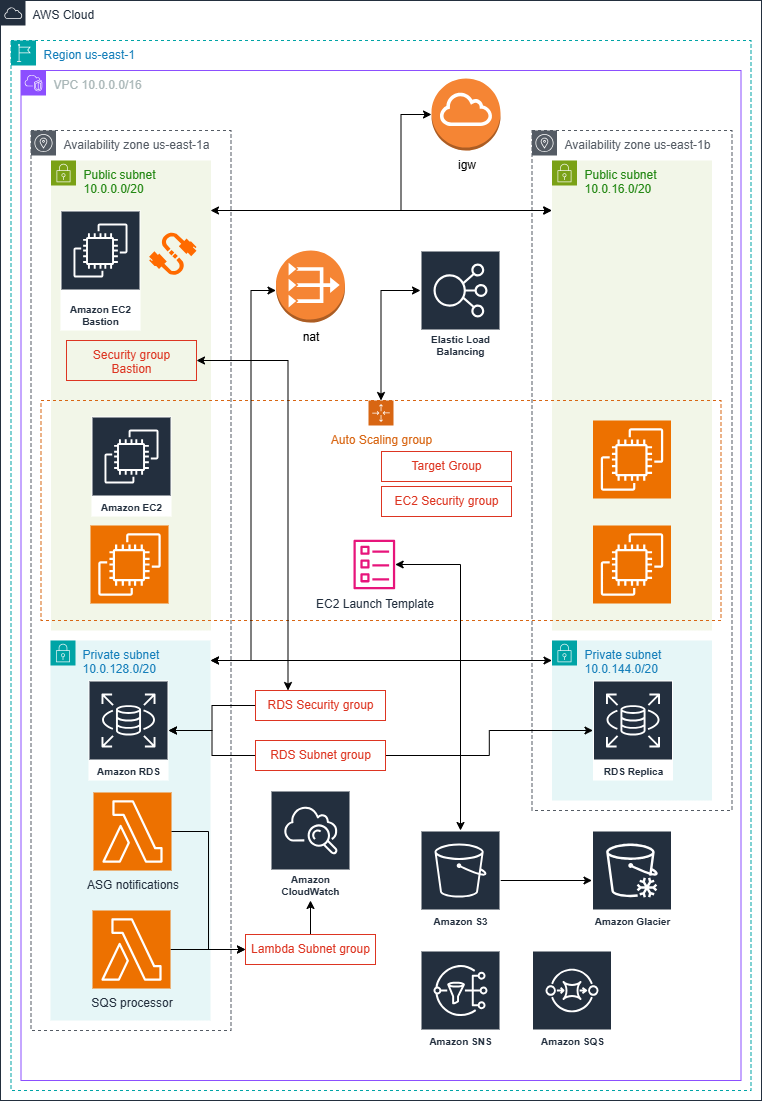 AWS Cloud
Region us-east-1
VPC 10.0.0.0/16
igw
Availability zone us-east-1a
Availability zone us-east-1b
Public subnet
10.0.0.0/20
Public subnet
10.0.16.0/20
Amazon EC2
Bastion
nat
Elastic Load
Balancing
Security group
Bastion
Auto Scaling group
Target Group
EC2 Security group
Amazon EC2
EC2 Launch Template
Private subnet
10.0.128.0/20
Private subnet
10.0.144.0/20
RDS Security group
RDS Subnet group
Amazon RDS
RDS Replica
ASG notifications
Amazon
CloudWatch
Amazon S3
Amazon Glacier
Lambda Subnet group
SQS processor
Amazon SNS
Amazon SQS